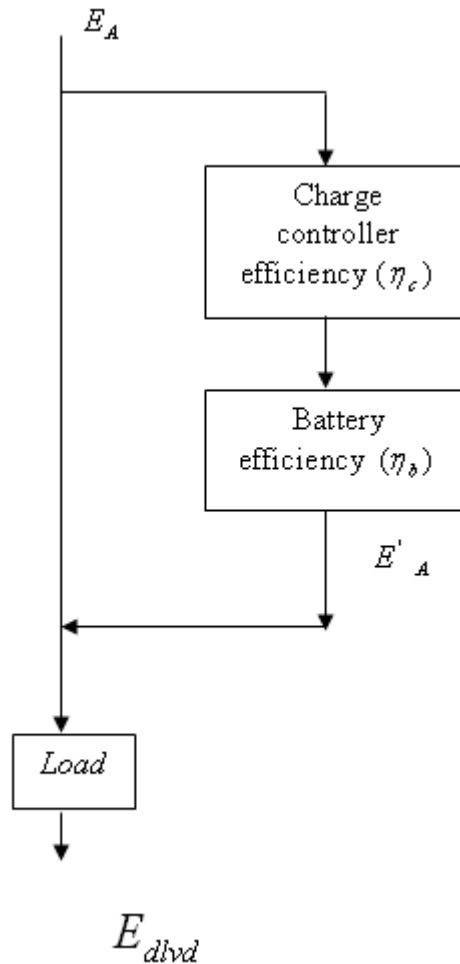 E_A
Charge
controller
efficiency (η_c)
Battery
efficiency (η_b)
E'_A
Load
E_dlvd